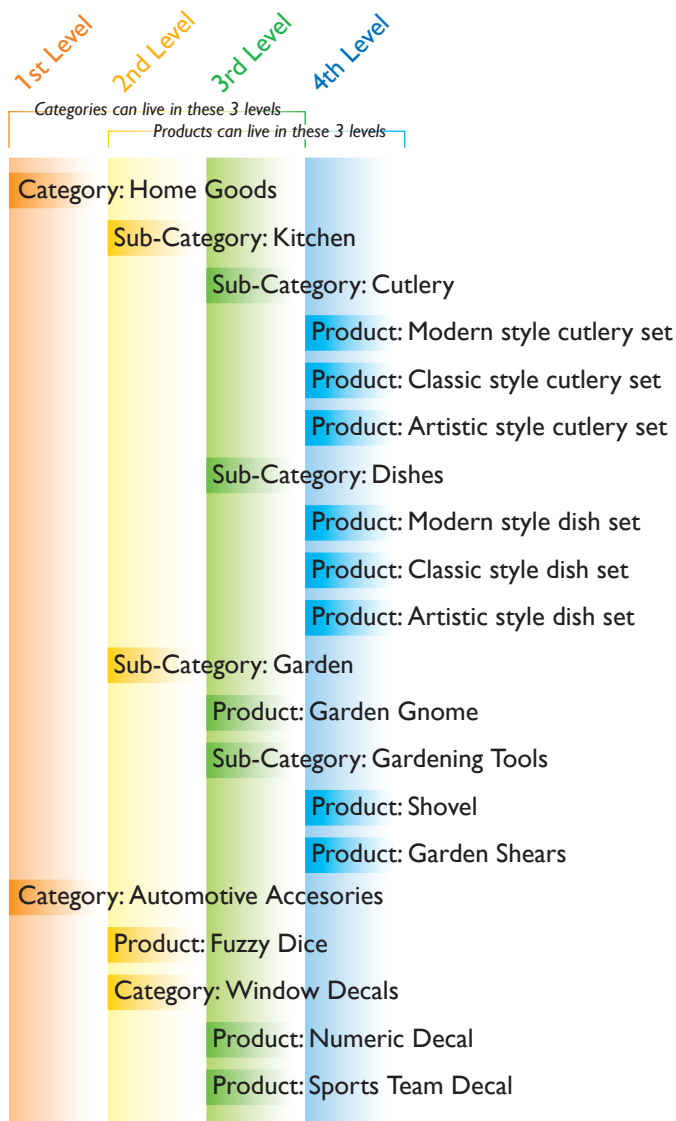 1st Level
2nd Level
3rd Level
4th Level
Categories can live in these 3 levels
Products can live in these 3 levels
Category: Home Goods
Sub-Category: Kitchen
Sub-Category: Cutlery
Product: Modern style cutlery set
Product: Classic style cutlery set
Product: Artistic style cutlery set
Sub-Category: Dishes
Product: Modern style dish set
Product: Classic style dish set
Product: Artistic style dish set
Sub-Category: Garden
Product: Garden Gnome
Sub-Category: Gardening Tools
Product: Shovel
Product: Garden Shears
Category: Automotive Accesories
Product: Fuzzy Dice
Category: Window Decals
Product: Numeric Decal
Product: Sports Team Decal